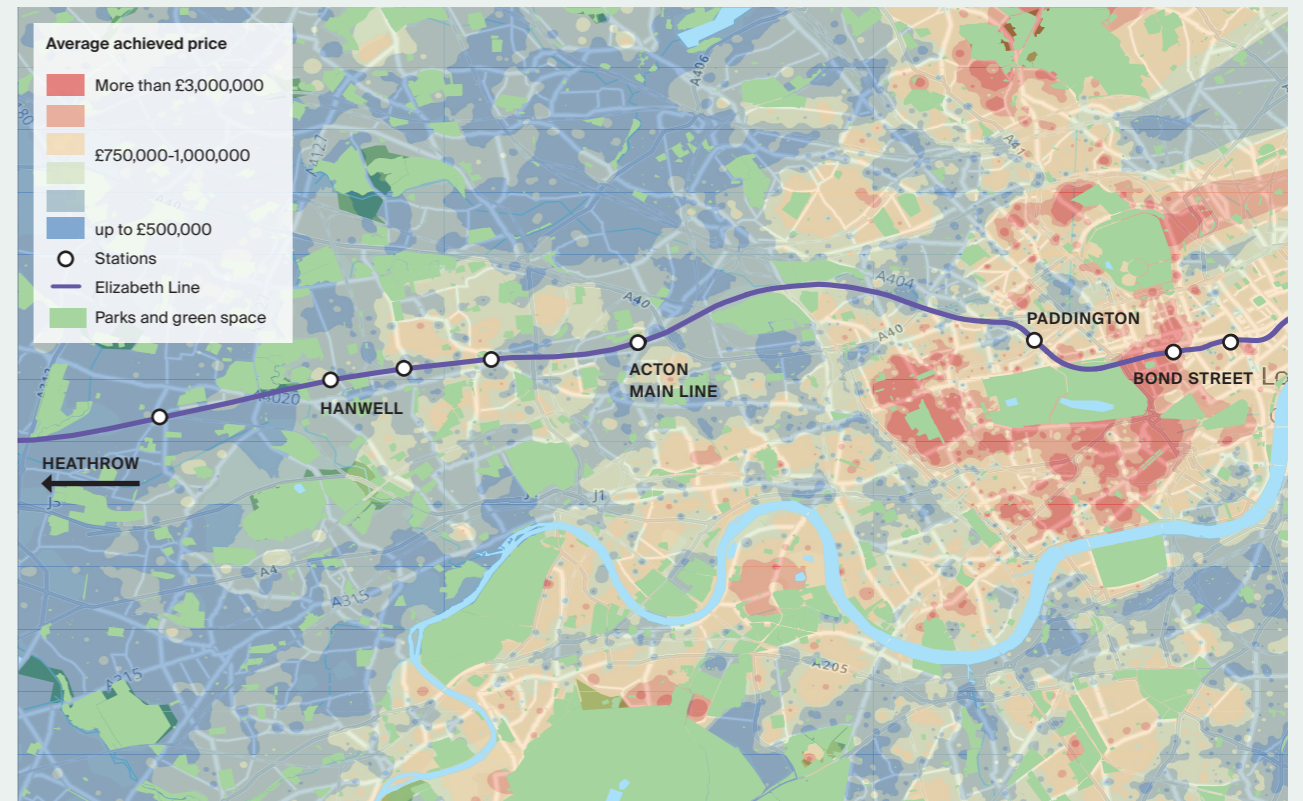 Average achieved price
More than £3,000,000
£750,000-1,000,000
up to £500,000
Stations
Elizabeth Line
Parks and green space
A406
A41
A404
A40
A40
PADDINGTON
BOND STREET
Lo
ACTON
MAIN LINE
HANWELL
HEATHROW
J1
A4
A315
A315
A205